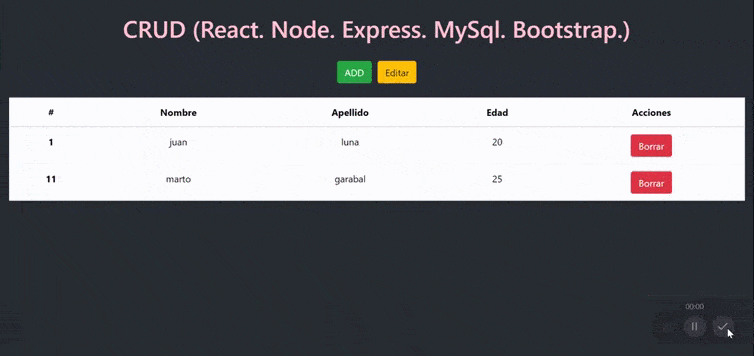 CRUD (React. Node. Express. MySql. Bootstrap.)
ADD Editar
# Nombre Apellido Edad Acciones
1 juan luna 20 Borrar
11 marto garabal 25 Borrar
00:00